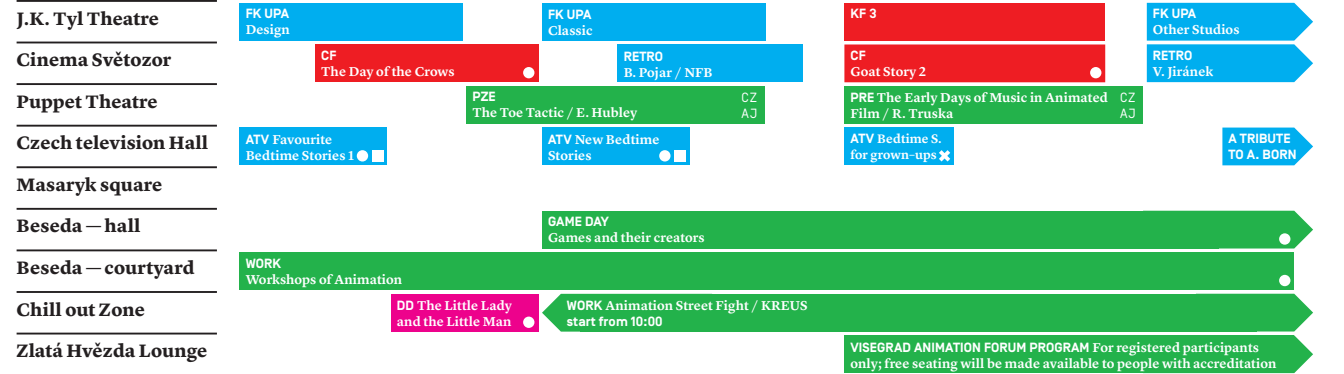 J.K. Tyl Theatre
FK UPA
Design
FK UPA
Classic
KF 3
FK UPA
Other Studios
Cinema Světozor
CF
The Day of the Crows
RETRO
B. Pojar / NFB
CF
Goat Story 2
RETRO
V. Jiránek
Puppet Theatre
PZE
The Toe Tactic / E. Hubley
CZ
AJ
PRE The Early Days of Music in Animated
Film / R. Truska
CZ
AJ
Czech television Hall
ATV Favourite
Bedtime Stories 1
ATV New Bedtime
Stories
ATV Bedtime S.
for grown-ups
A TRIBUTE
TO A. BORN
Masaryk square
Beseda — hall
GAME DAY
Games and their creators
Beseda — courtyard
WORK
Workshops of Animation
Chill out Zone
DD The Little Lady
and the Little Man
WORK Animation Street Fight / KREUS
start from 10:00
Zlatá Hvězda Lounge
VISEGRAD ANIMATION FORUM PROGRAM For registered participants
only; free seating will be made available to people with accreditation